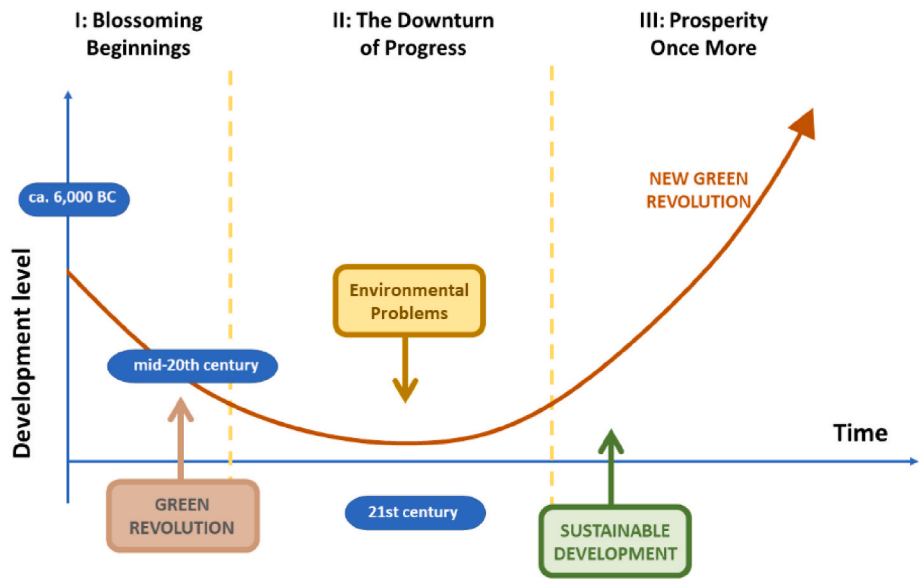 I: Blossoming
Beginnings
II: The Downturn
of Progress
III: Prosperity
Once More
ca. 6,000 BC
NEW GREEN
REVOLUTION
Development level
Environmental
Problems
mid-20th century
Time
GREEN
REVOLUTION
21st century
SUSTAINABLE
DEVELOPMENT